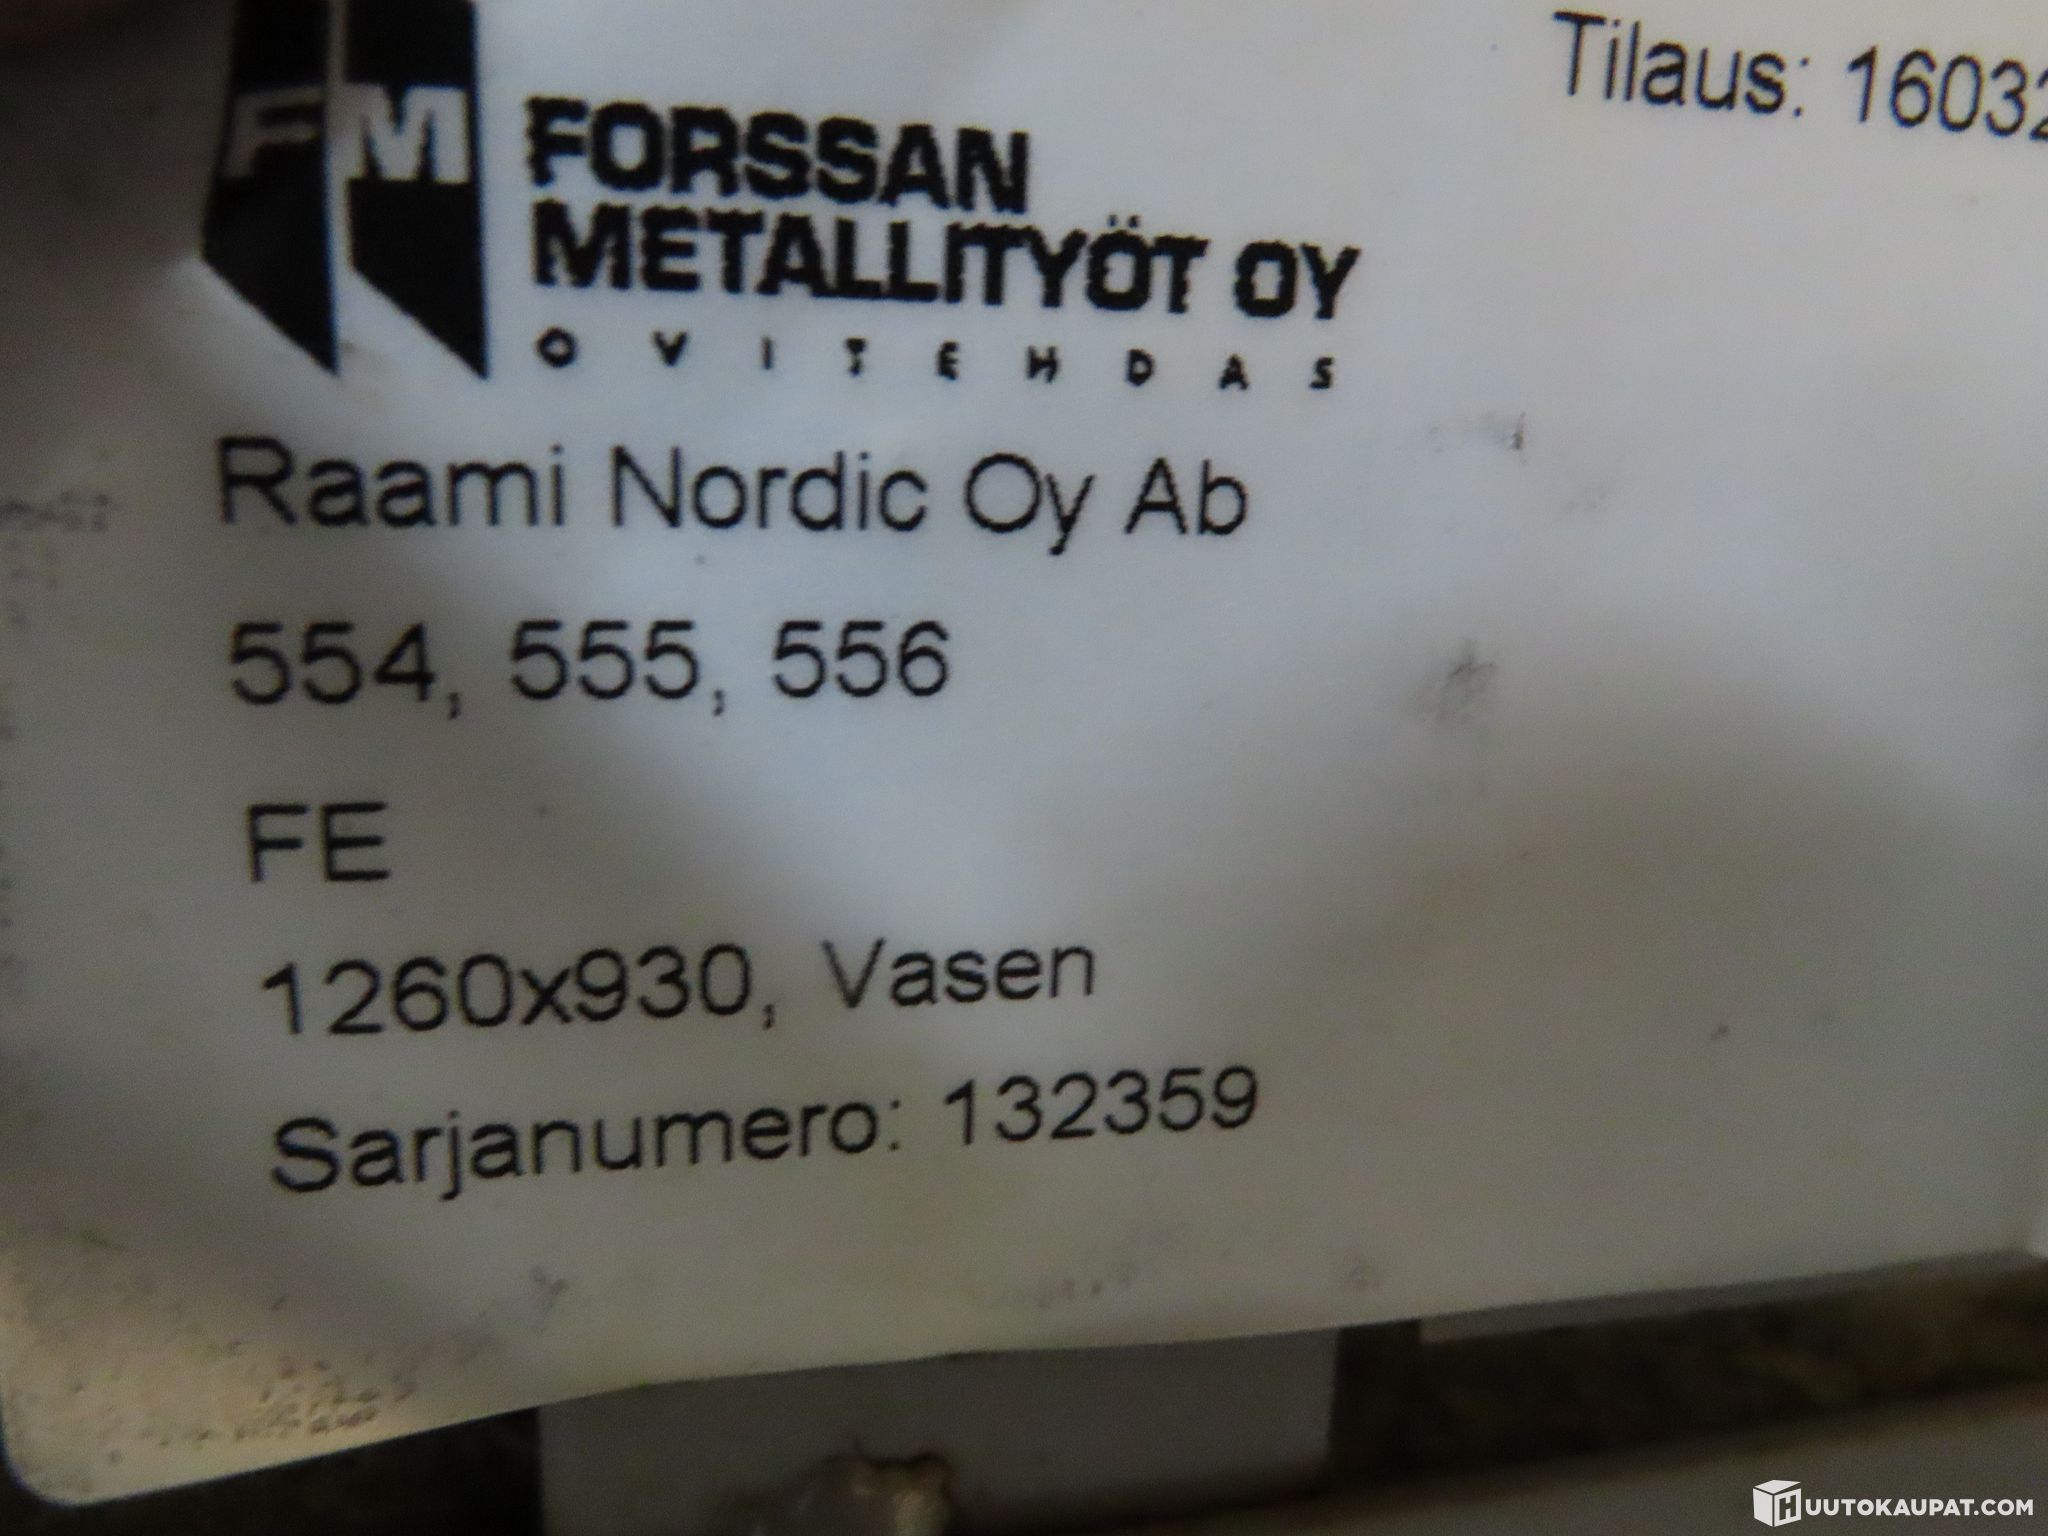 FM
FORSSAN
METALLITYÖT OY
OVITEHDAS
Tilaus: 16032
Raami Nordic Oy Ab
554, 555, 556
FE
1260x930, Vasen
Sarjanumero: 132359
HUUTOKAUPAT.COM